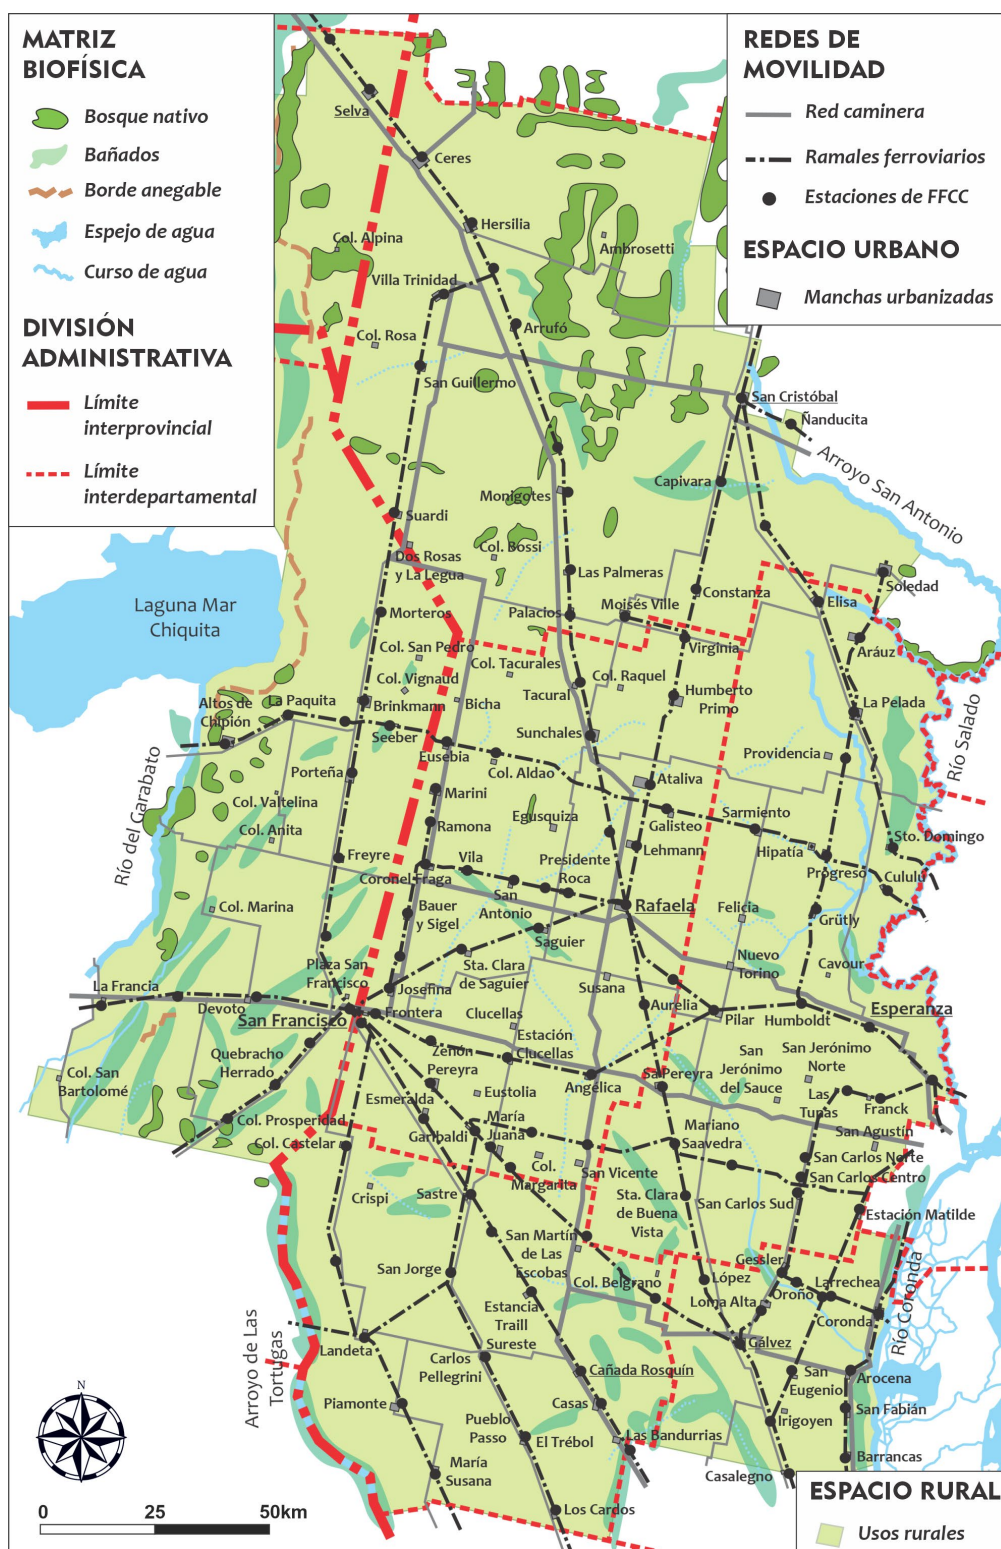 MATRIZ
BIOFÍSICA
Bosque nativo
Bañados
Borde anegable
Espejo de agua
Curso de agua
DIVISIÓN
ADMINISTRATIVA
Límite
interprovincial
Límite
interdepartamental
REDES DE
MOVILIDAD
Red caminera
Ramales ferroviarios
Estaciones de FFCC
ESPACIO URBANO
Manchas urbanizadas
Selva
Ceres
Hersilia
Col. Alpina
Ambrosetti
Villa Trinidad
Arrufó
Col. Rosa
San Guillermo
San Cristóbal
Ñanducita
Arroyo San Antonio
Capivara
Monigotes
Suardi
Col. Bossi
Dos Rosas
y La Legua
Las Palmeras
Soledad
Constanza
Elisa
Laguna Mar
Chiquita
Morteros
Palacios
Moisés Ville
Virginia
Aráuz
Col. San Pedro
Col. Tacurales
Col. Vignaud
Col. Raquel
Tacural
Humberto
Primo
La Pelada
Río Salado
Altos de
Chipión
La Paquita
Brinkmann
Bicha
Seeber
Sunchales
Eusebia
Providencia
Col. Aldao
Porteña
Ataliva
Marini
Col. Valtelina
Río del Garabato
Col. Anita
Ramona
Egusquiza
Galisteo
Sarmiento
Sto. Domingo
Lehmann
Hipatía
Freyre
Vila
Presidente
Roca
Coronel Fraga
Progreso
Cululú
San
Antonio
Rafaela
Col. Marina
Bauer
y Sigel
Felicia
Grütly
Saguier
Plaza San
Francisco
Sta. Clara
de Saguier
Nuevo
Torino
Cavour
La Francia
Josefina
Susana
Devoto
San Francisco
Frontera
Clucellas
Aurelia
Pilar
Humboldt
Esperanza
Estación
Clucellas
Quebracho
Herrado
Zenón
Pereyra
San
Jerónimo
del Sauce
San Jerónimo
Norte
Col. San
Bartolomé
Angélica
Sa Pereyra
Esmeralda
Eustolia
Las
Tunas
Franck
Col. Prosperidad
María
Juana
Mariano
Saavedra
San Agustín
Col. Castelar
Garibaldi
San Carlos Norte
Col.
Margarita
San Vicente
San Carlos Centro
Crispi
Sastre
Sta. Clara
de Buena
Vista
San Carlos Sud
Estación Matilde
San Martín
de Las
Escobas
San Jorge
Col. Belgrano
Gessler
López
Larrechea
Oroño
Río Coronda
Estancia
Traill
Sureste
Loma Alta
Coronda
Arroyo de Las
Tortugas
Landeta
Gálvez
Carlos
Pellegrini
Cañada Rosquín
San
Eugenio
Arocena
N
Piamonte
Casas
San Fabián
Pueblo
Passo
Irigoyen
El Trébol
Las Bandurrias
María
Susana
Casalegno
Barrancas
Los Cardos
0 25 50km
ESPACIO RURAL
Usos rurales